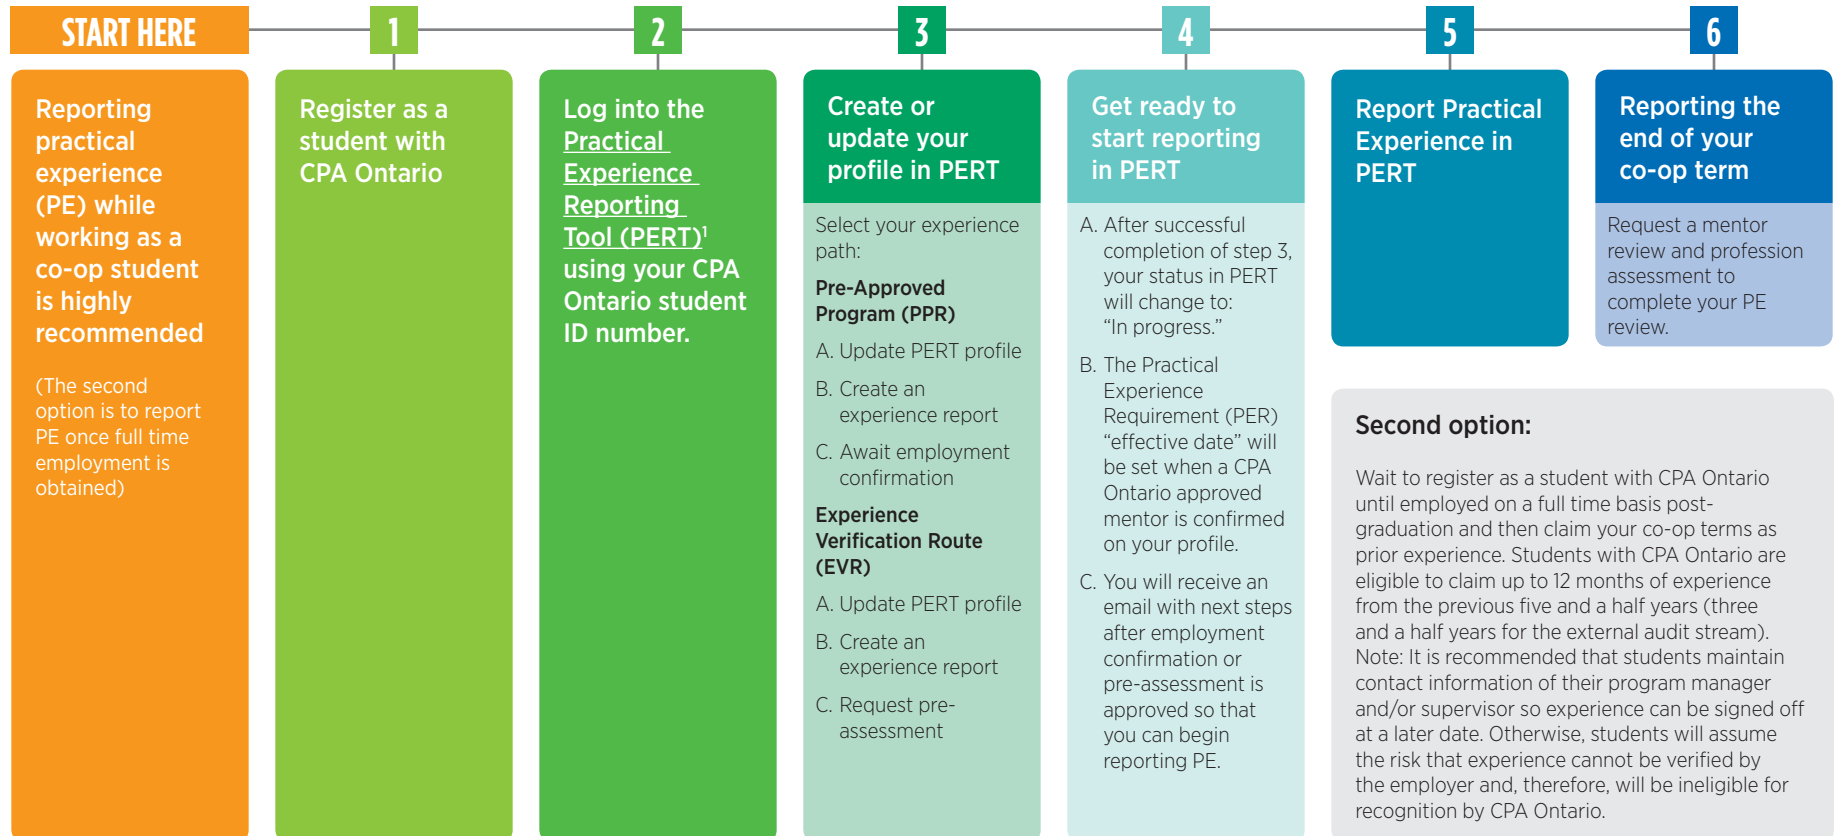 START HERE
Reporting
practical
experience
(PE) while
working as a
co-op student
is highly
recommended
(The second
option is to report
PE once full time
employment is
obtained)
1
Register as a
student with
CPA Ontario
2
Log into the
Practical
Experience
Reporting
Tool (PERT)¹
using your CPA
Ontario student
ID number.
3
Create or
update your
profile in PERT
Select your experience
path:
Pre-Approved
Program (PPR)
A. Update PERT profile
B. Create an
experience report
C. Await employment
confirmation
Experience
Verification Route
(EVR)
A. Update PERT profile
B. Create an
experience report
C. Request pre-
assessment
4
Get ready to
start reporting
in PERT
A. After successful
completion of step 3,
your status in PERT
will change to:
“In progress.”
B. The Practical
Experience
Requirement (PER)
“effective date” will
be set when a CPA
Ontario approved
mentor is confirmed
on your profile.
C. You will receive an
email with next steps
after employment
confirmation or
pre-assessment is
approved so that
you can begin
reporting PE.
5
Report Practical
Experience in
PERT
6
Reporting the
end of your
co-op term
Request a mentor
review and profession
assessment to
complete your PE
review.
Second option:
Wait to register as a student with CPA Ontario
until employed on a full time basis post-
graduation and then claim your co-op terms as
prior experience. Students with CPA Ontario are
eligible to claim up to 12 months of experience
from the previous five and a half years (three
and a half years for the external audit stream).
Note: It is recommended that students maintain
contact information of their program manager
and/or supervisor so experience can be signed off
at a later date. Otherwise, students will assume
the risk that experience cannot be verified by
the employer and, therefore, will be ineligible for
recognition by CPA Ontario.